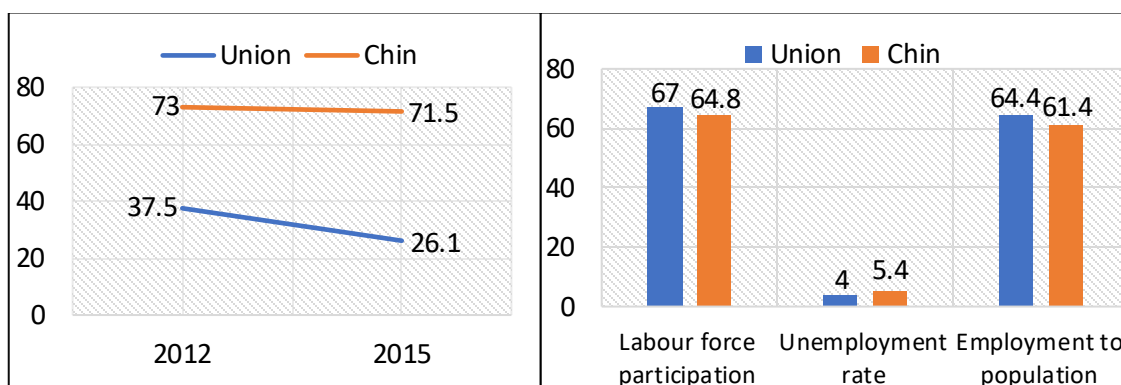 Union Chin
80
73
71.5
60
40
37.5
26.1
20
0
2012 2015
Union Chin
80
67 64.8 64.4 61.4
60
40
20
4 5.4
0
Labour force participation
Unemployment rate
Employment to population